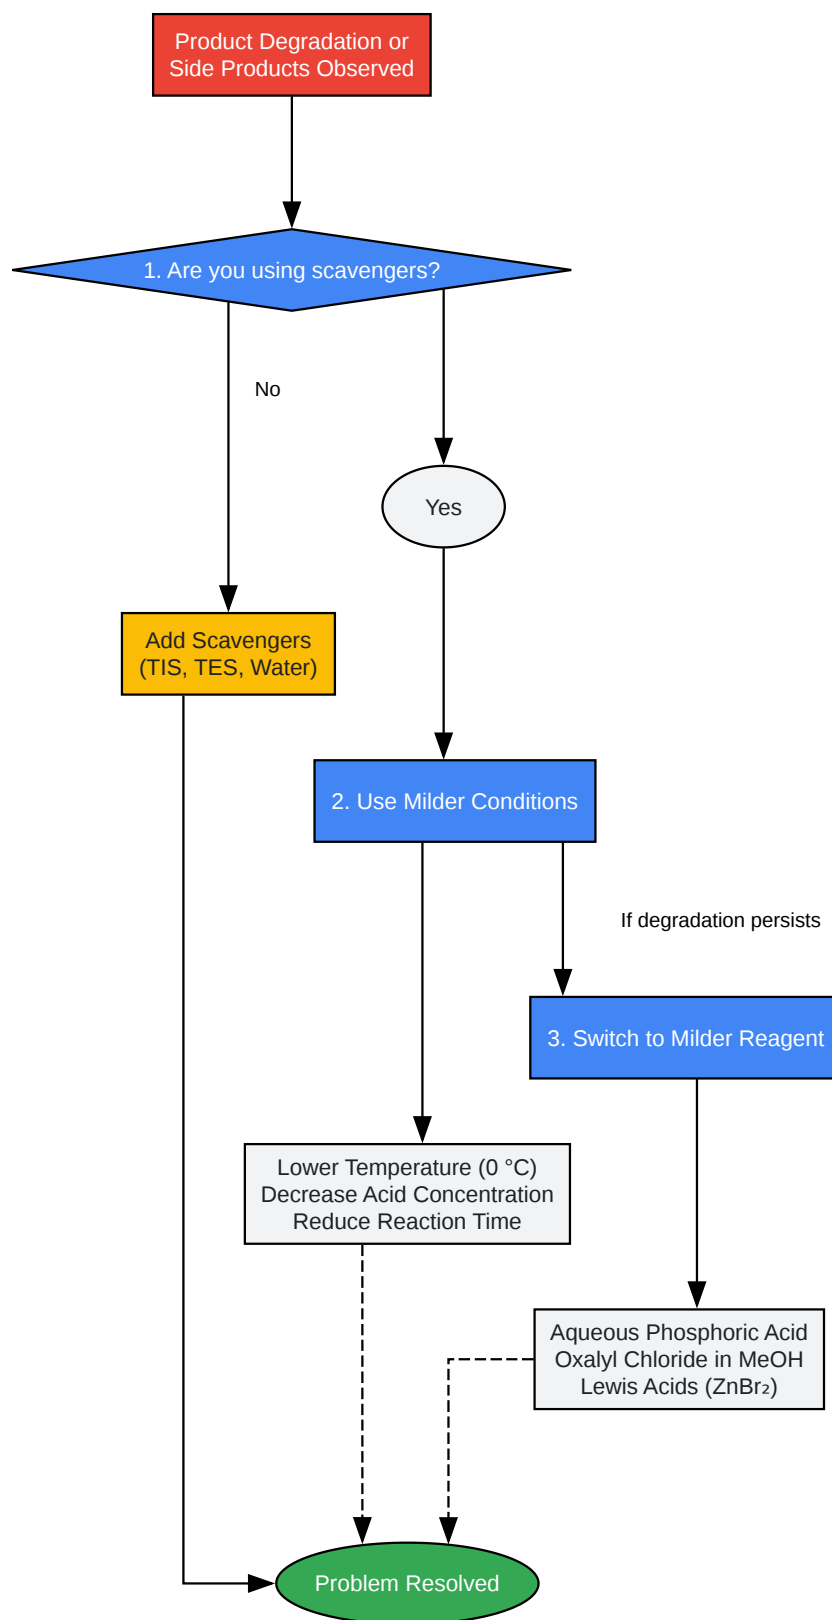 Product Degradation or
Side Products Observed
1. Are you using scavengers?
No
Yes
Add Scavengers
(TIS, TES, Water)
2. Use Milder Conditions
If degradation persists
3. Switch to Milder Reagent
Lower Temperature (0 °C)
Decrease Acid Concentration
Reduce Reaction Time
Aqueous Phosphoric Acid
Oxalyl Chloride in MeOH
Lewis Acids (ZnBr₂)
Problem Resolved